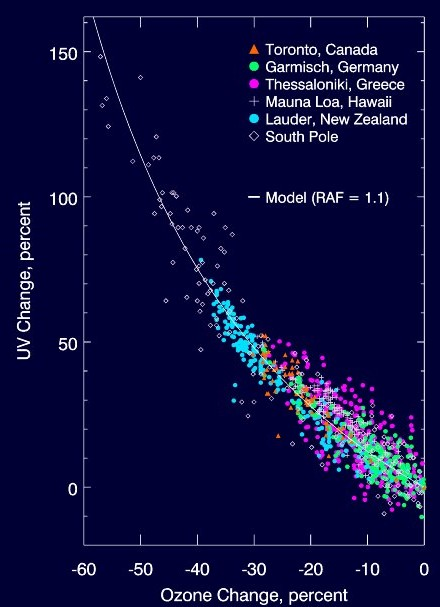 150
100
50
0
UV Change, percent
Toronto, Canada
Garmisch, Germany
Thessaloniki, Greece
Mauna Loa, Hawaii
Lauder, New Zealand
South Pole
Model (RAF = 1.1)
-60 -50 -40 -30 -20 -10 0
Ozone Change, percent